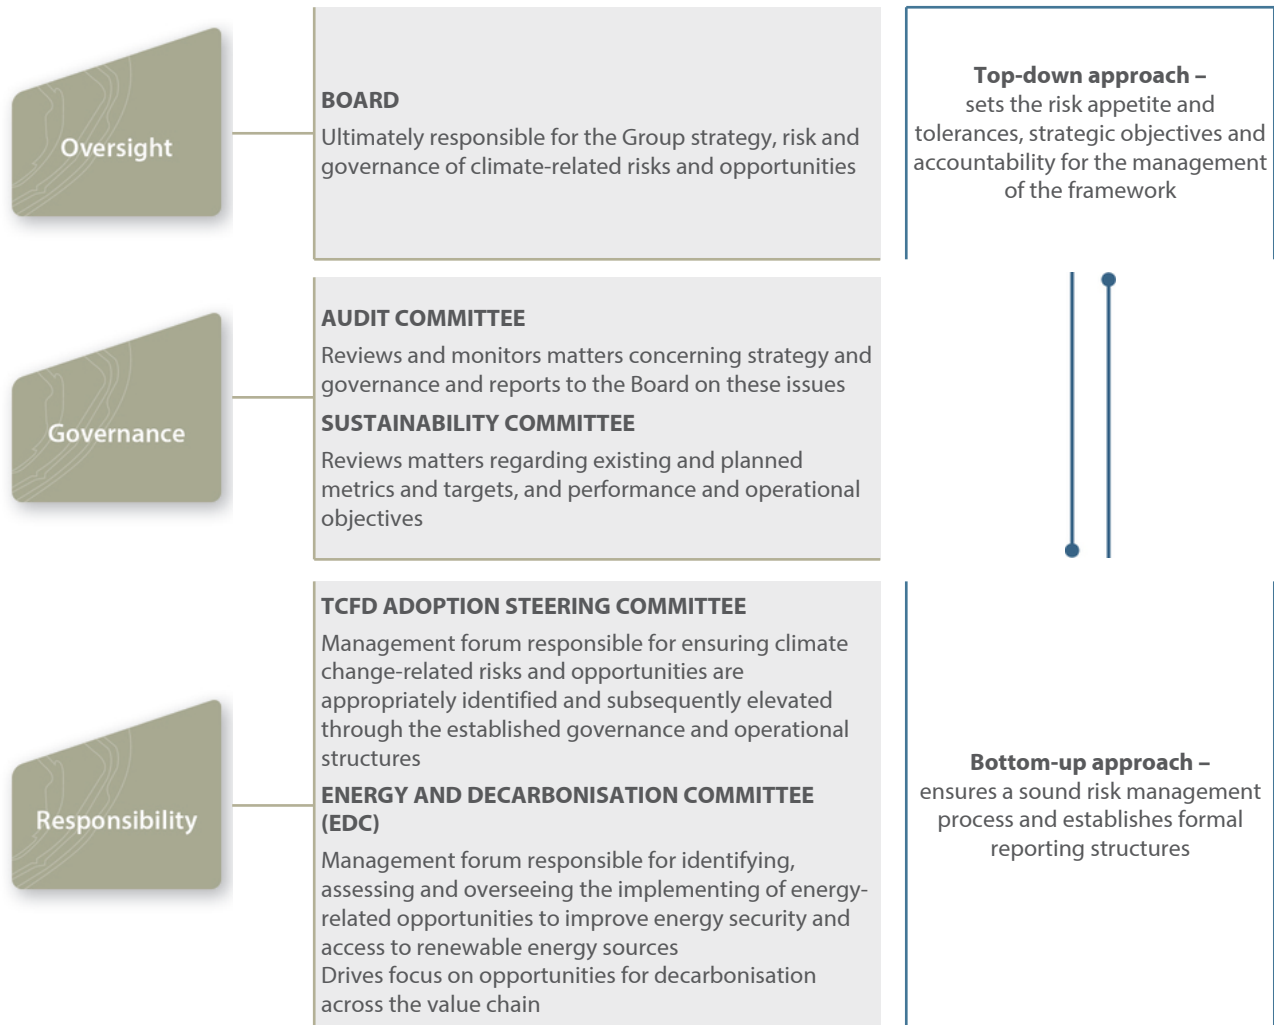 Oversight
BOARD
Ultimately responsible for the Group strategy, risk and
governance of climate-related risks and opportunities
Top-down approach –
sets the risk appetite and
tolerances, strategic objectives and
accountability for the management
of the framework
Governance
AUDIT COMMITTEE
Reviews and monitors matters concerning strategy and
governance and reports to the Board on these issues
SUSTAINABILITY COMMITTEE
Reviews matters regarding existing and planned
metrics and targets, and performance and operational
objectives
Responsibility
TCFD ADOPTION STEERING COMMITTEE
Management forum responsible for ensuring climate
change-related risks and opportunities are
appropriately identified and subsequently elevated
through the established governance and operational
structures
ENERGY AND DECARBONISATION COMMITTEE
(EDC)
Management forum responsible for identifying,
assessing and overseeing the implementing of energy-
related opportunities to improve energy security and
access to renewable energy sources
Drives focus on opportunities for decarbonisation
across the value chain
Bottom-up approach –
ensures a sound risk management
process and establishes formal
reporting structures